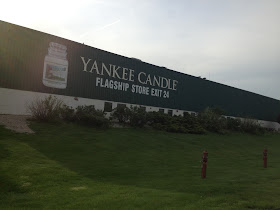 YANKEE CANDLE
FLAGSHIP STORE EXIT 24